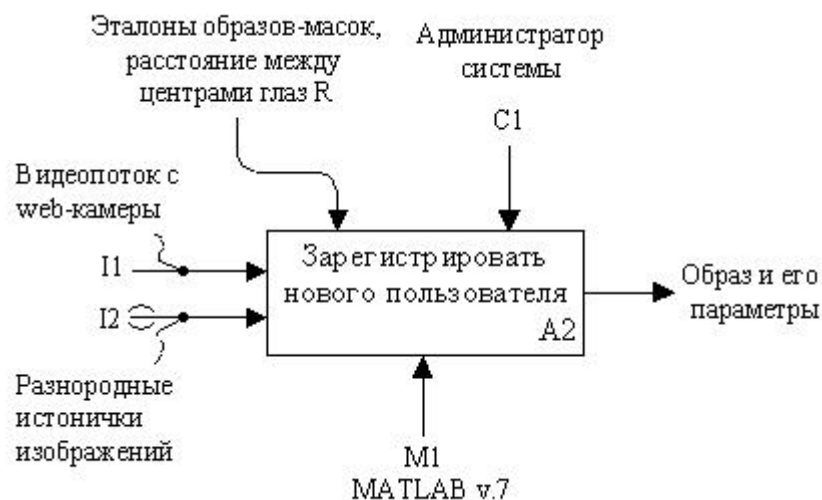 Эталоны образов-масок,
расстояние между
центрами глаз R
Администратор
системы
C1
Видеопоток с
web-камеры
I1
I2
Зарегистрировать
нового пользователя
A2
Образ и его
параметры
Разнородные
истонички
изображений
M1
MATLAB v.7